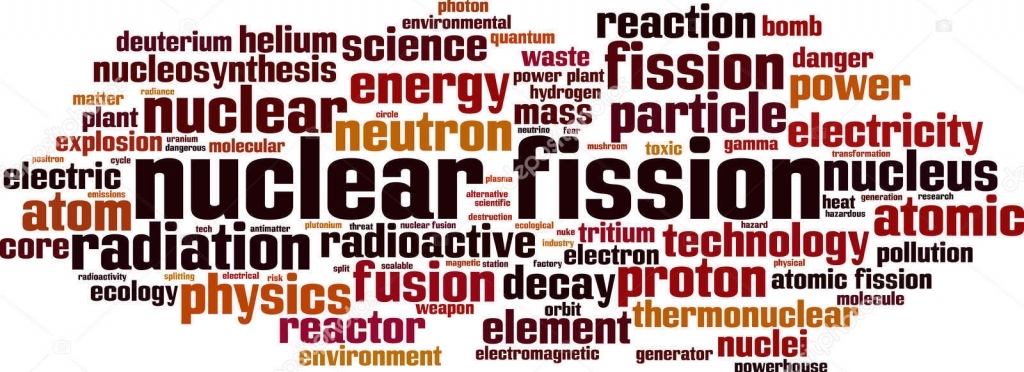 photon
environmental
reaction bomb
deuterium helium science quantum
waste fission danger
nucleosynthesis energy power plant power
matter radiance nuclear hydrogen
plant circle mass particle electricity
explosion uranium neutron neutrino fear
dangerous molecular mushroom toxic gamma
positron cycle nuclear fission transformation
electric plasma nucleus
emissions alternative heat generation research
atom scientific hazardous atomic
destruction
tech antimatter plutonium threat nuclear fusion ecological hazard
core radiation radioactive nuke tritium technology
industry electron pollution
radioactivity splitting electrical risk split scalable magnetic station factory physical
ecology physics fusion decay proton atomic fission
weapon orbit molecule
reactor element thermonuclear
environment electromagnetic generator nuclei
powerhouse